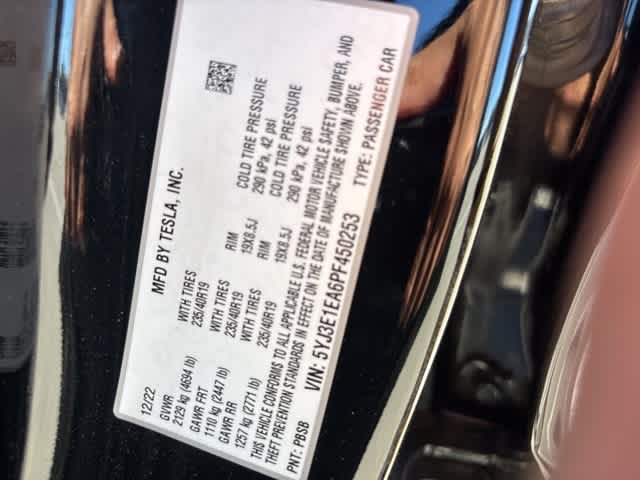 MFD BY TESLA, INC.
12/22
GVWR
2129 kg (4694 lb)
GAWR FRT WITH TIRES RIM COLD TIRE PRESSURE
1110 kg (2447 lb) 235/40R19 19X8.5J 290 kPa, 42 psi
GAWR RR WITH TIRES RIM COLD TIRE PRESSURE
1257 kg (2771 lb) 235/40R19 19X8.5J 290 kPa, 42 psi
THIS VEHICLE CONFORMS TO ALL APPLICABLE U.S. FEDERAL MOTOR VEHICLE SAFETY, BUMPER, AND
THEFT PREVENTION STANDARDS IN EFFECT ON THE DATE OF MANUFACTURE SHOWN ABOVE.
VIN: 5YJ3E1EA6PF450253 TYPE: PASSENGER CAR
PNT: PBSB